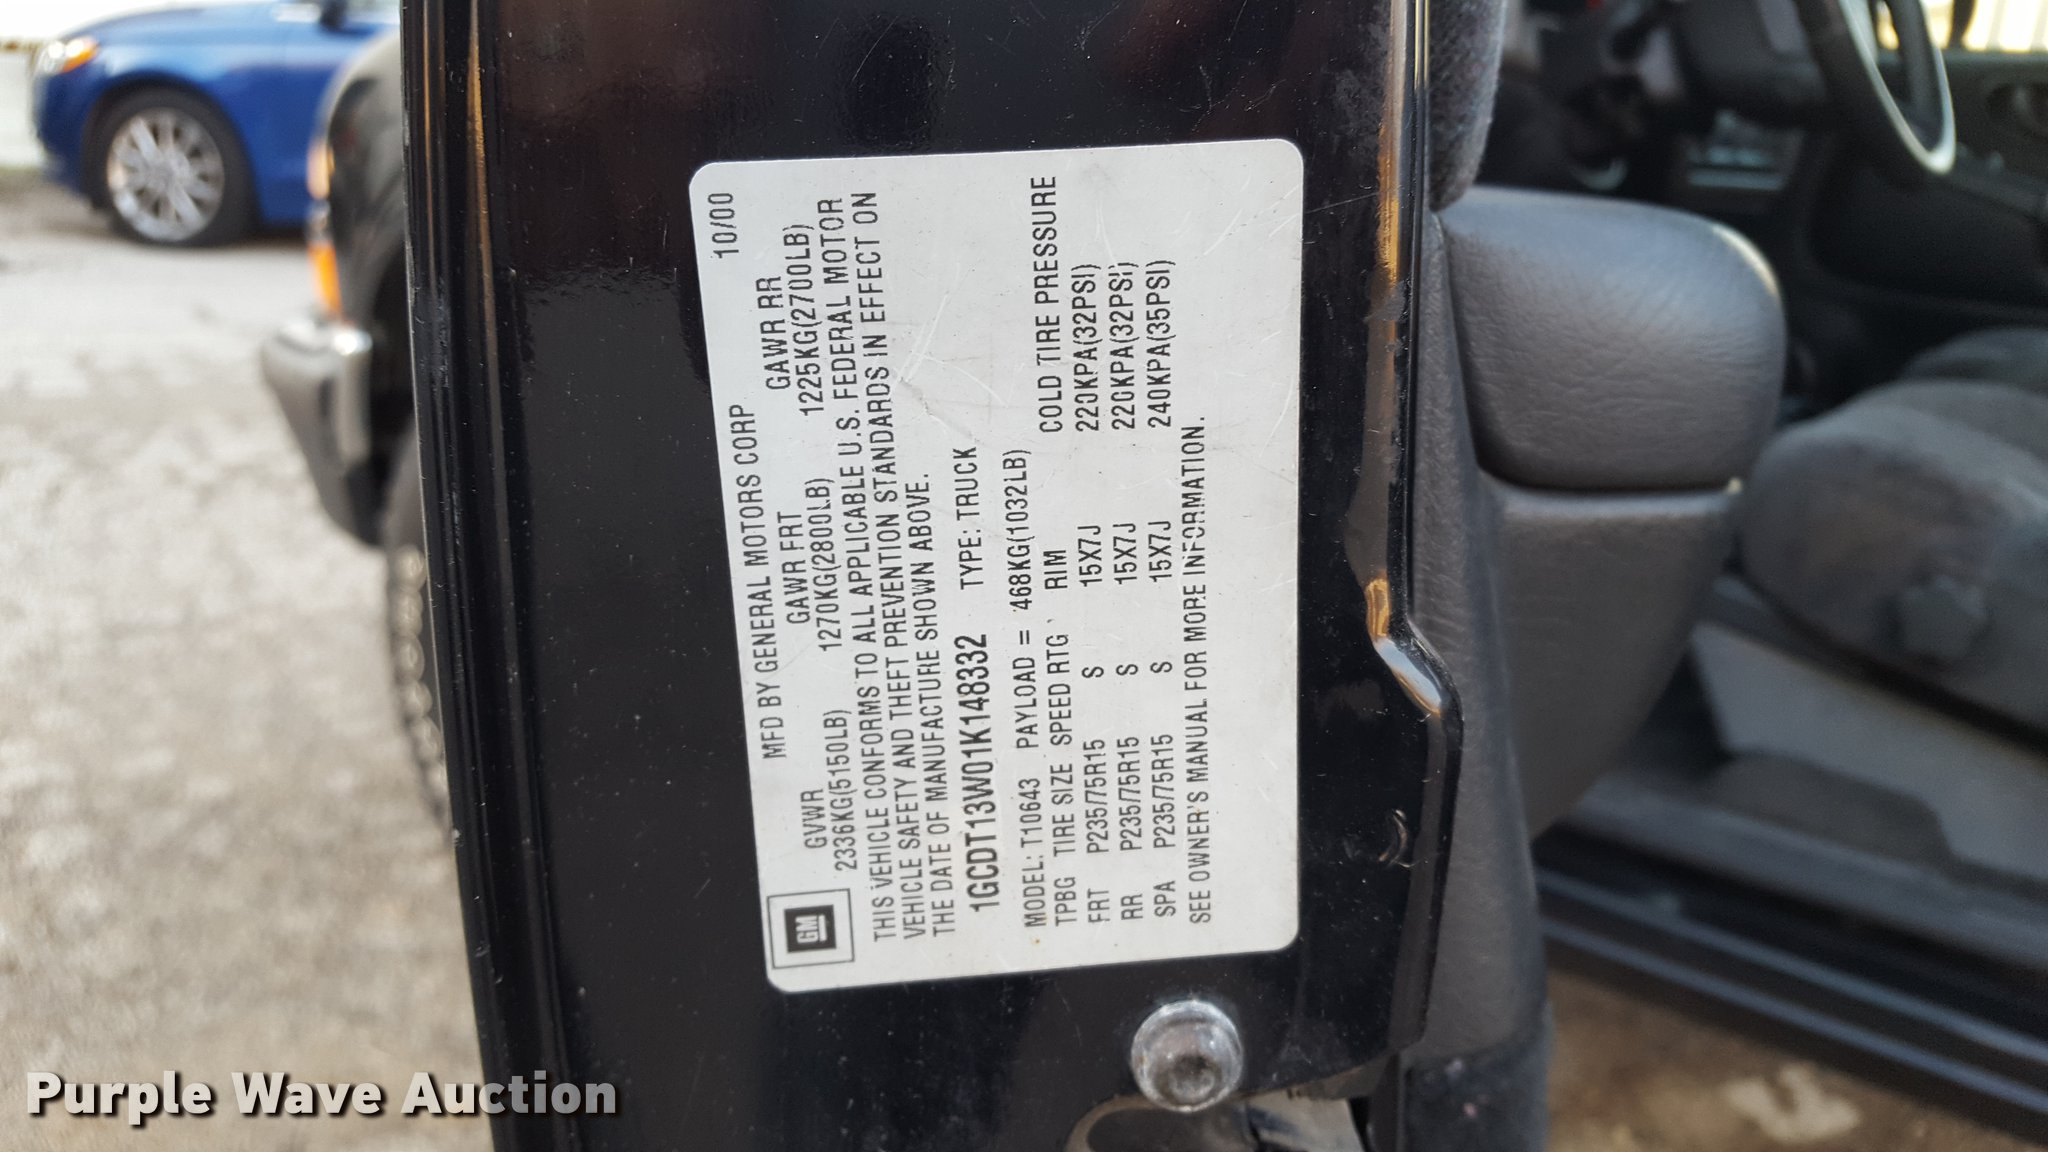 MFD BY GENERAL MOTORS CORP 10/00
GM
GVWR GAWR FRT GAWR RR
2336KG(5150LB) 1270KG(2800LB) 1225KG(2700LB)
THIS VEHICLE CONFORMS TO ALL APPLICABLE U.S. FEDERAL MOTOR
VEHICLE SAFETY AND THEFT PREVENTION STANDARDS IN EFFECT ON
THE DATE OF MANUFACTURE SHOWN ABOVE.
1GCDT13W01K148332 TYPE: TRUCK
MODEL: T10643 PAYLOAD = 468KG(1032LB)
TPBG TIRE SIZE SPEED RTG RIM COLD TIRE PRESSURE
FRT P235/75R15 S 15X7J 220KPA(32PSI)
RR P235/75R15 S 15X7J 220KPA(32PSI)
SPA P235/75R15 S 15X7J 240KPA(35PSI)
SEE OWNER'S MANUAL FOR MORE INFORMATION.
Purple Wave Auction